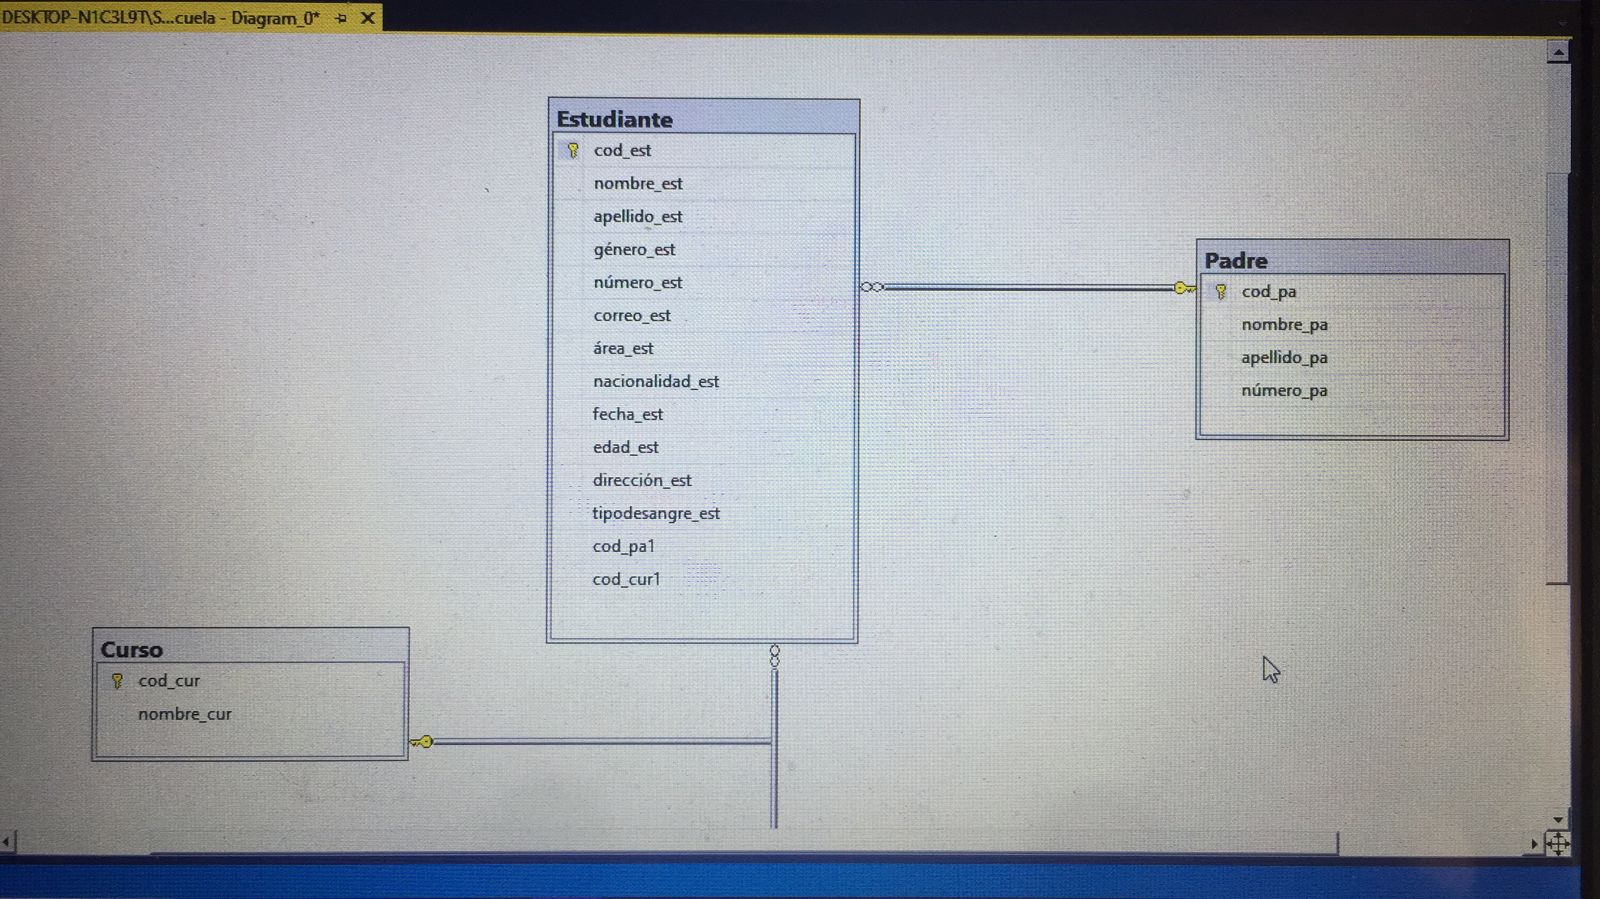 DESKTOP-N1C3L9T\S...cuela - Diagram_0*
Estudiante
cod_est
nombre_est
apellido_est
género_est
número_est
correo_est
área_est
nacionalidad_est
fecha_est
edad_est
dirección_est
tipodesangre_est
cod_pa1
cod_cur1
Padre
cod_pa
nombre_pa
apellido_pa
número_pa
Curso
cod_cur
nombre_cur